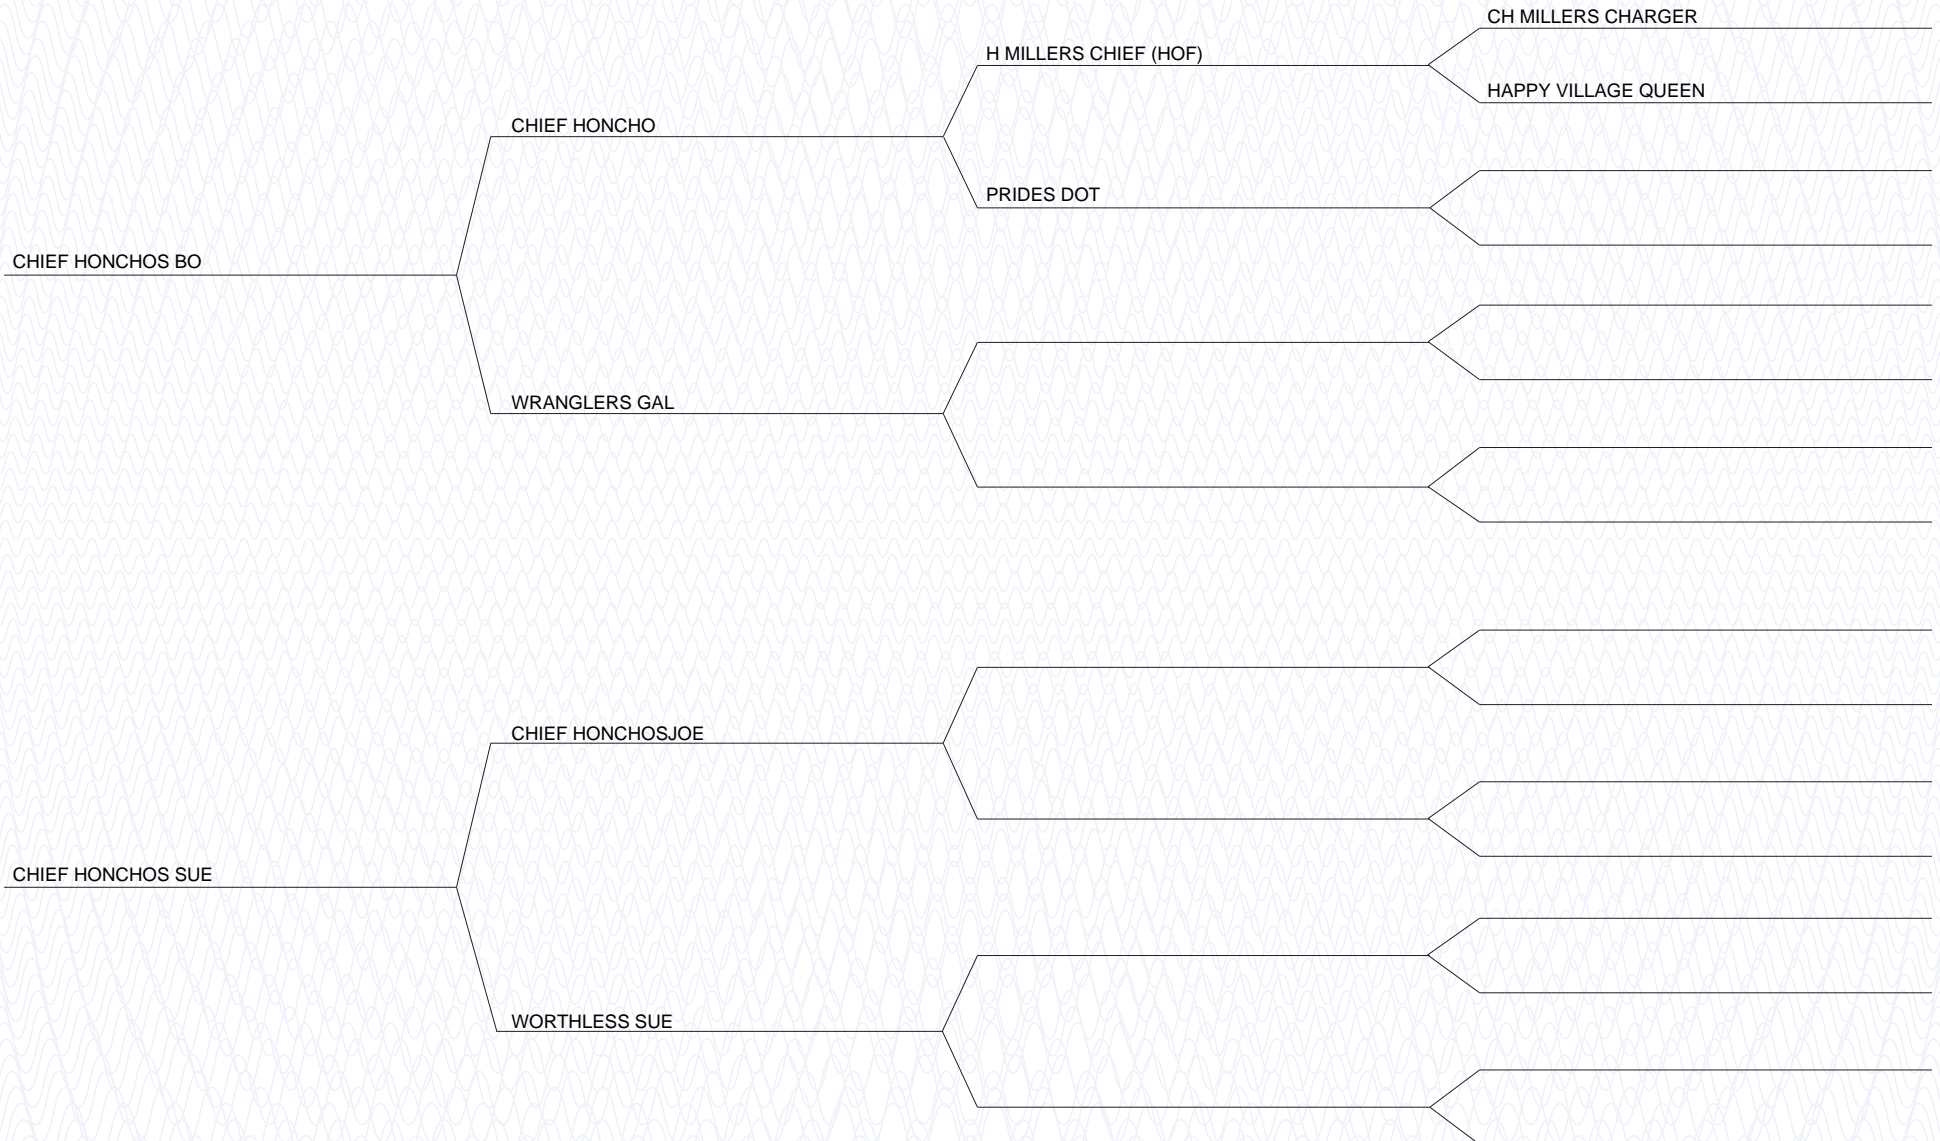 CH MILLERS CHARGER
H MILLERS CHIEF (HOF)
HAPPY VILLAGE QUEEN
CHIEF HONCHO
PRIDES DOT
CHIEF HONCHOS BO
WRANGLERS GAL
CHIEF HONCHOSJOE
CHIEF HONCHOS SUE
WORTHLESS SUE